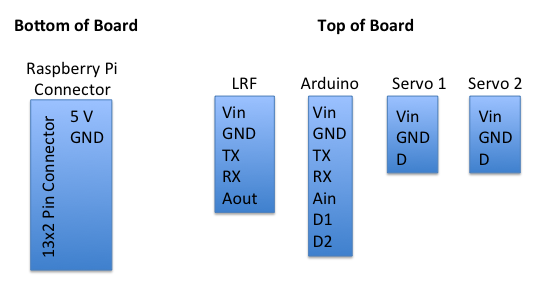 Bottom of Board
Raspberry Pi
Connector
13x2 Pin Connector
5 V
GND
Top of Board
LRF
Vin
GND
TX
RX
Aout
Arduino
Vin
GND
TX
RX
Ain
D1
D2
Servo 1
Vin
GND
D
Servo 2
Vin
GND
D